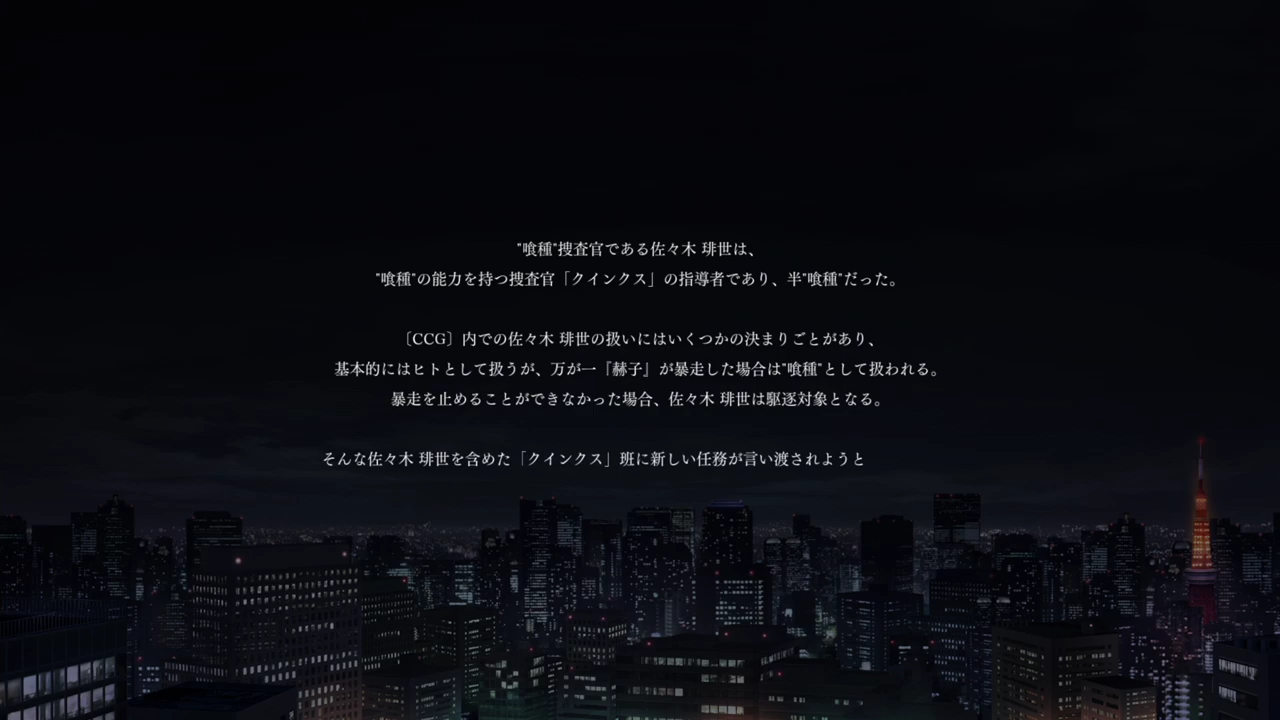 "喰種"捜査官である佐々木 琲世は、
"喰種"の能力を持つ捜査官「クインクス」の指導者であり、半"喰種"だった。
〔CCG〕内での佐々木 琲世の扱いにはいくつかの決まりごとがあり、
基本的にはヒトとして扱うが、万が一『赫子』が暴走した場合は"喰種"として扱われる。
暴走を止めることができなかった場合、佐々木 琲世は駆逐対象となる。
そんな佐々木 琲世を含めた「クインクス」班に新しい任務が言い渡されようと